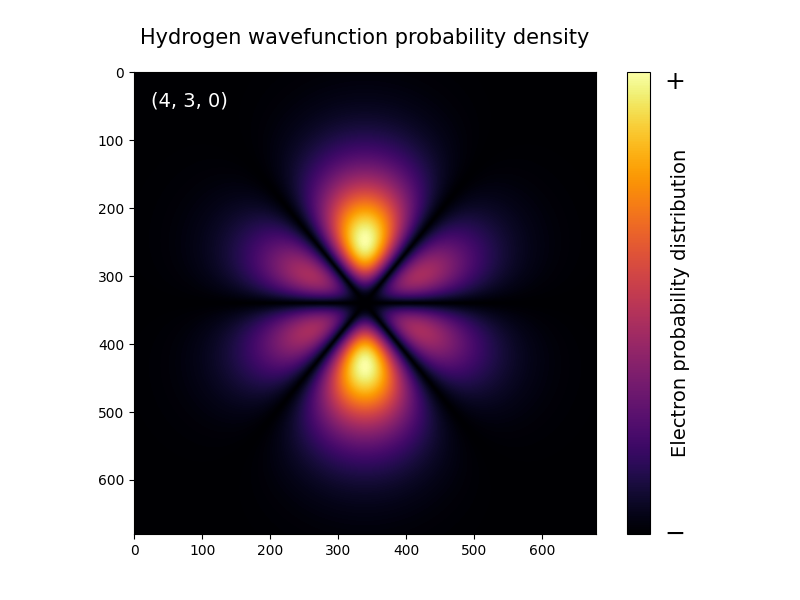 Hydrogen wavefunction probability density
(4, 3, 0)
0
100
200
300
400
500
600
0 100 200 300 400 500 600
+
Electron probability distribution
−